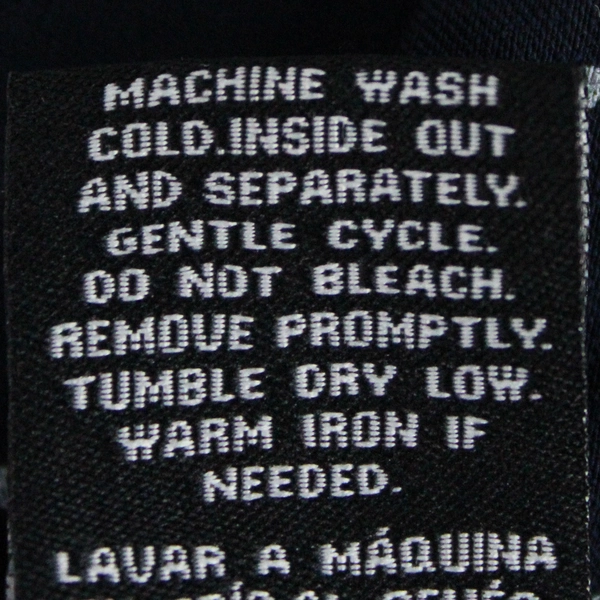 MACHINE WASH
COLD.INSIDE OUT
AND SEPARATELY.
GENTLE CYCLE.
DO NOT BLEACH.
REMOVE PROMPTLY.
TUMBLE DRY LOW.
WARM IRON IF
NEEDED.
LAVAR A MÁQUINA